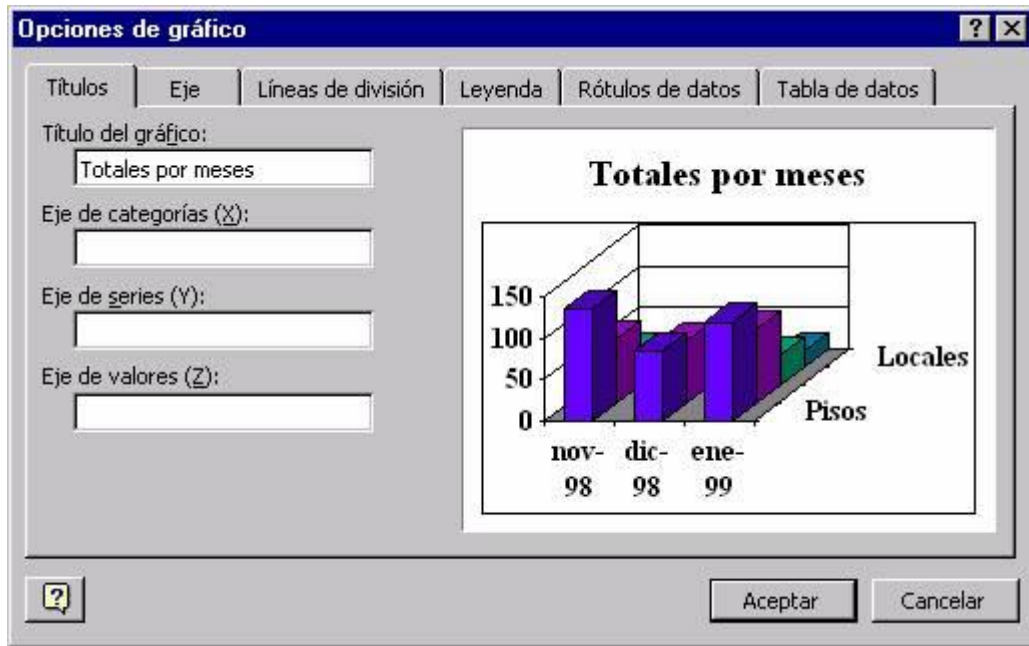 Opciones de gráfico
Títulos Eje Líneas de división Leyenda Rótulos de datos Tabla de datos
Título del gráfico:
Totales por meses
Eje de categorías (X):
Eje de series (Y):
Eje de valores (Z):
Totales por meses
150
100
50
0
Locales
Pisos
nov-98
dic-98
ene-99
Aceptar Cancelar